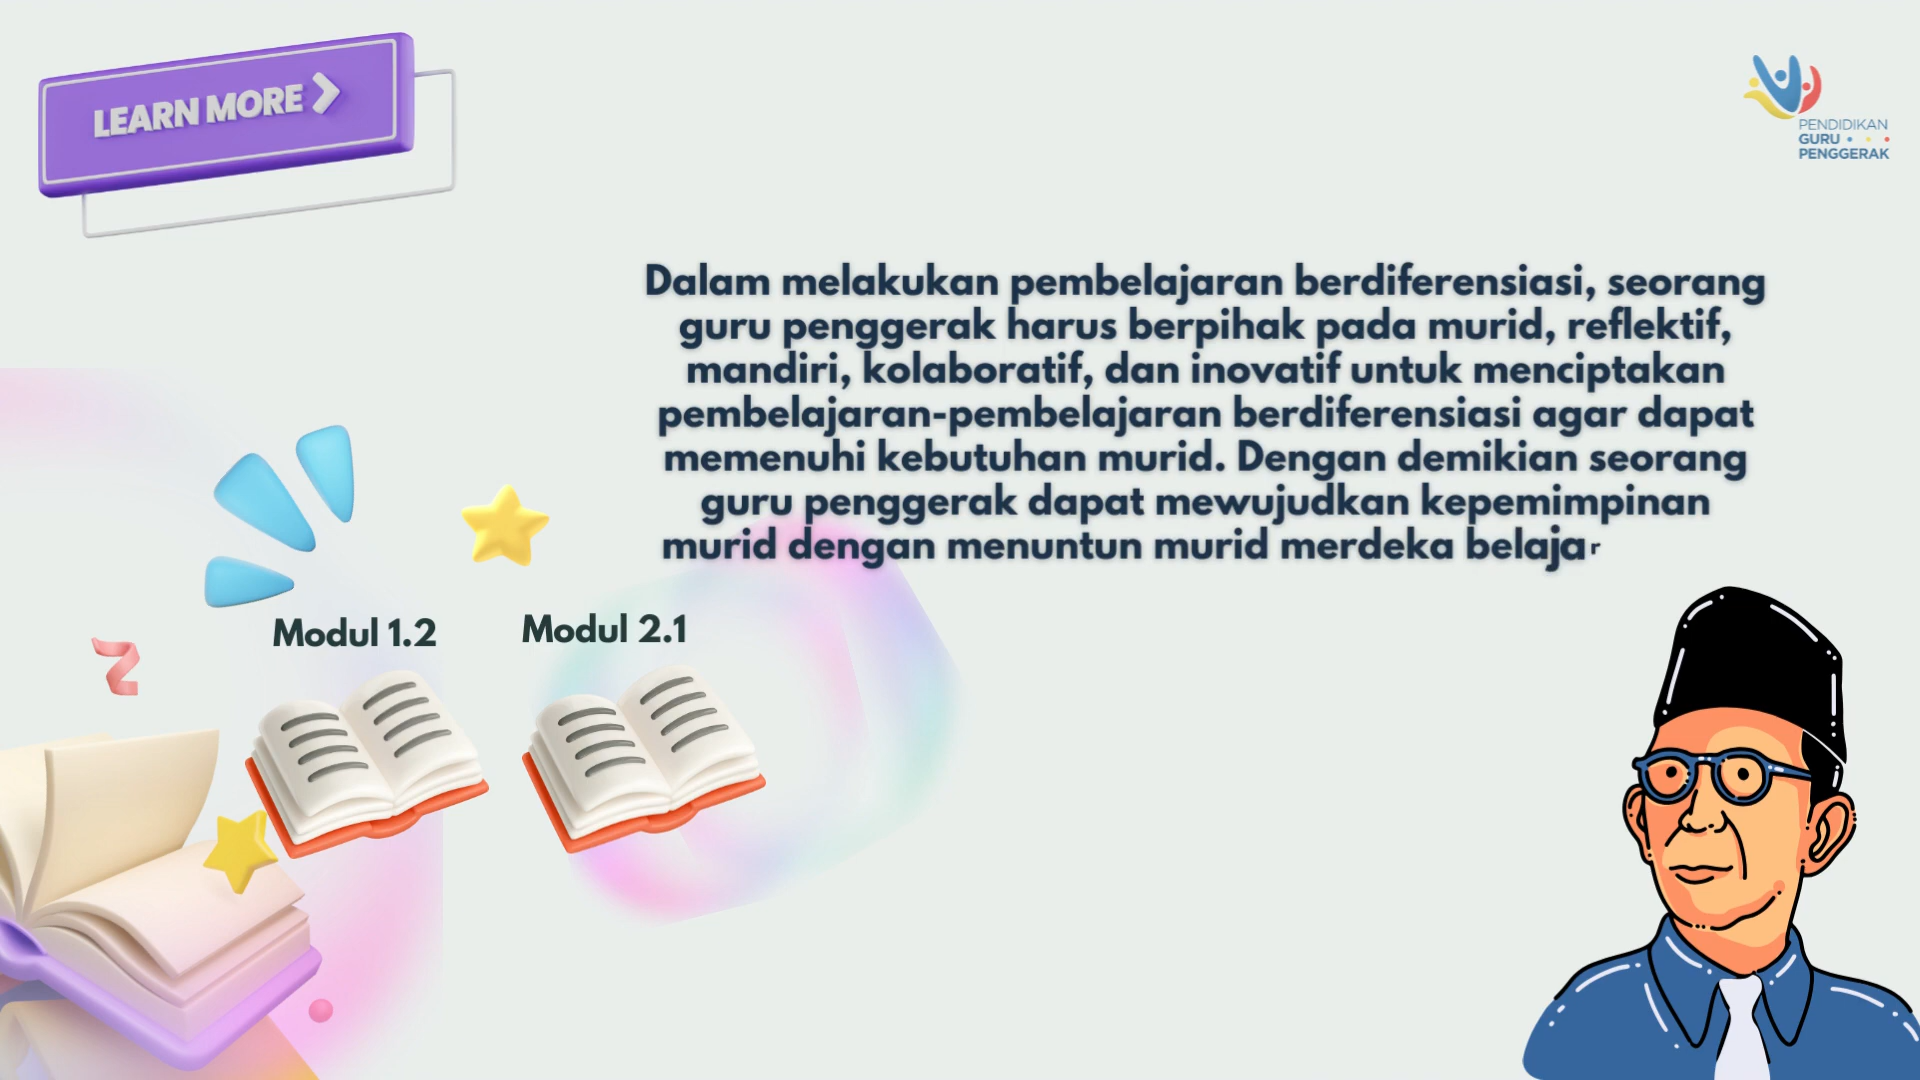 LEARN MORE
PENDIDIKAN
GURU
PENGGERAK
Dalam melakukan pembelajaran berdiferensiasi, seorang
guru penggerak harus berpihak pada murid, reflektif,
mandiri, kolaboratif, dan inovatif untuk menciptakan
pembelajaran-pembelajaran berdiferensiasi agar dapat
memenuhi kebutuhan murid. Dengan demikian seorang
guru penggerak dapat mewujudkan kepemimpinan
murid dengan menuntun murid merdeka belajar
Modul 1.2
Modul 2.1